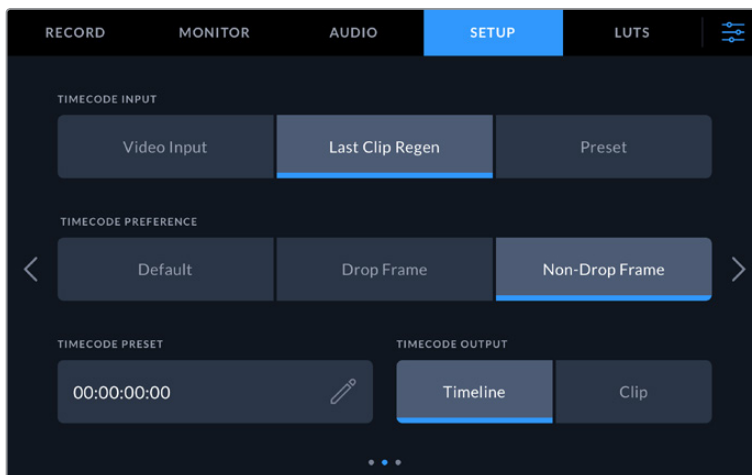 RECORD MONITOR AUDIO SETUP LUTS
TIMECODE INPUT
Video Input Last Clip Regen Preset
TIMECODE PREFERENCE
Default Drop Frame Non-Drop Frame
TIMECODE PRESET TIMECODE OUTPUT
00:00:00:00 Timeline Clip